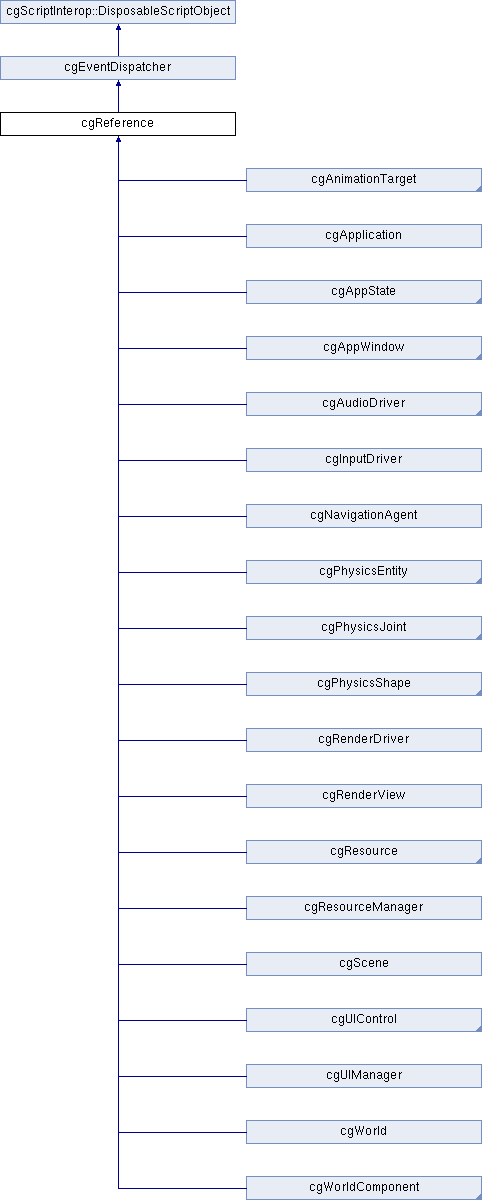 cgScriptInterop::DisposableScriptObject
cgEventDispatcher
cgReference
cgAnimationTarget
cgApplication
cgAppState
cgAppWindow
cgAudioDriver
cgInputDriver
cgNavigationAgent
cgPhysicsEntity
cgPhysicsJoint
cgPhysicsShape
cgRenderDriver
cgRenderView
cgResource
cgResourceManager
cgScene
cgUIControl
cgUIManager
cgWorld
cgWorldComponent